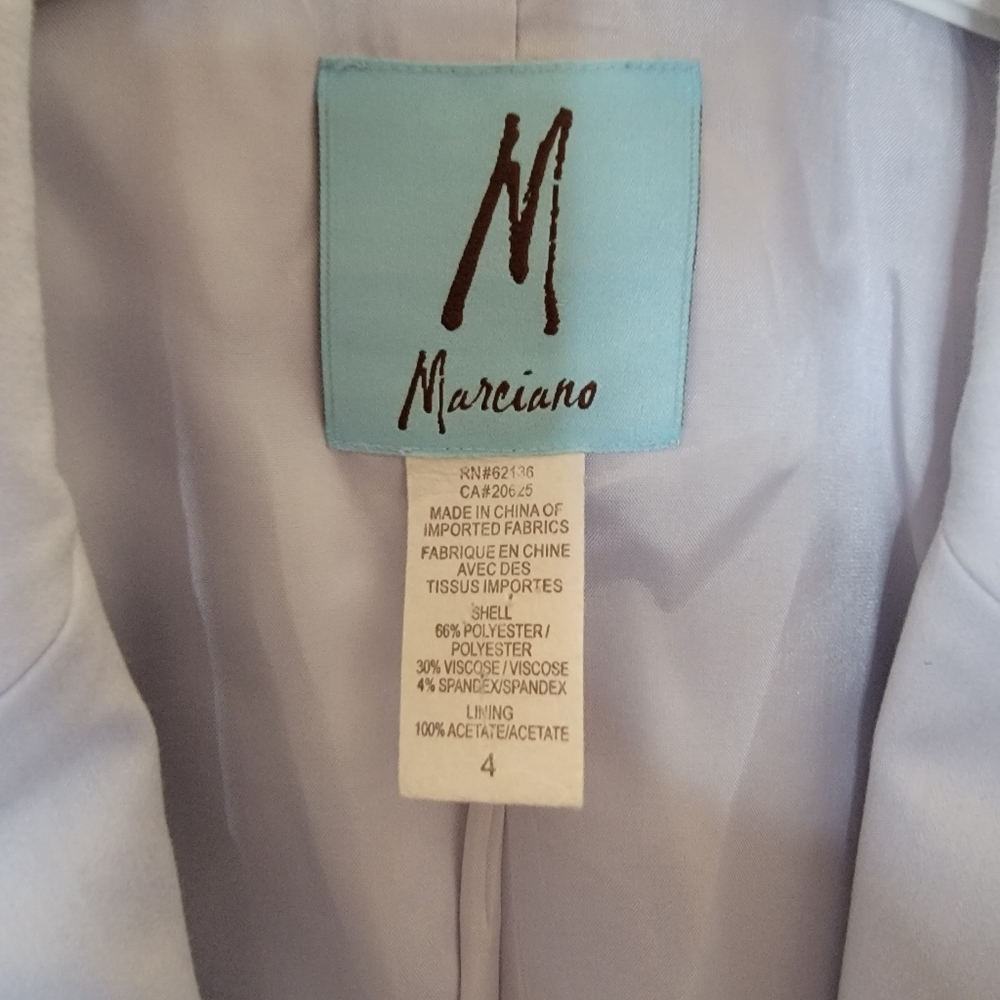 M
Marciano
RN#62136
CA#20625
MADE IN CHINA OF
IMPORTED FABRICS
FABRIQUE EN CHINE
AVEC DES
TISSUS IMPORTES
SHELL
66% POLYESTER/
POLYESTER
30% VISCOSE/VISCOSE
4% SPANDEX/SPANDEX
LINING
100% ACETATE/ACETATE
4